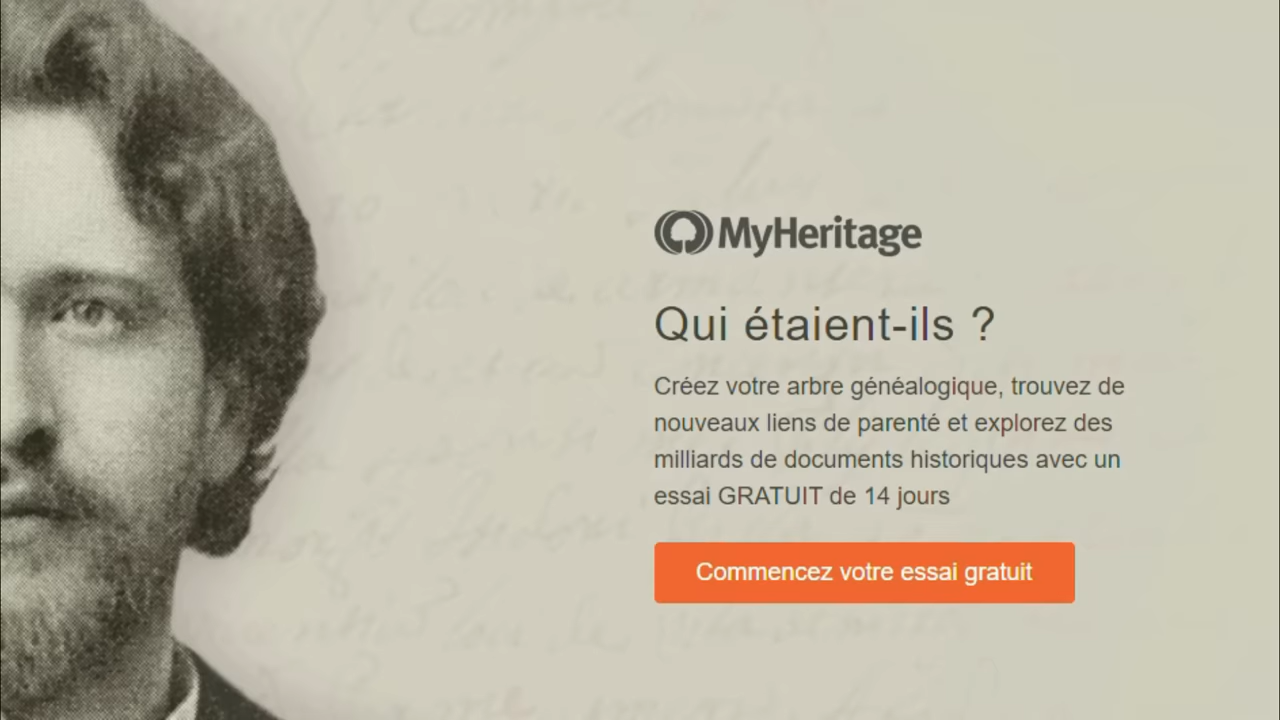 MyHeritage
Qui étaient-ils ?
Créez votre arbre généalogique, trouvez de
nouveaux liens de parenté et explorez des
milliards de documents historiques avec un
essai GRATUIT de 14 jours
Commencez votre essai gratuit